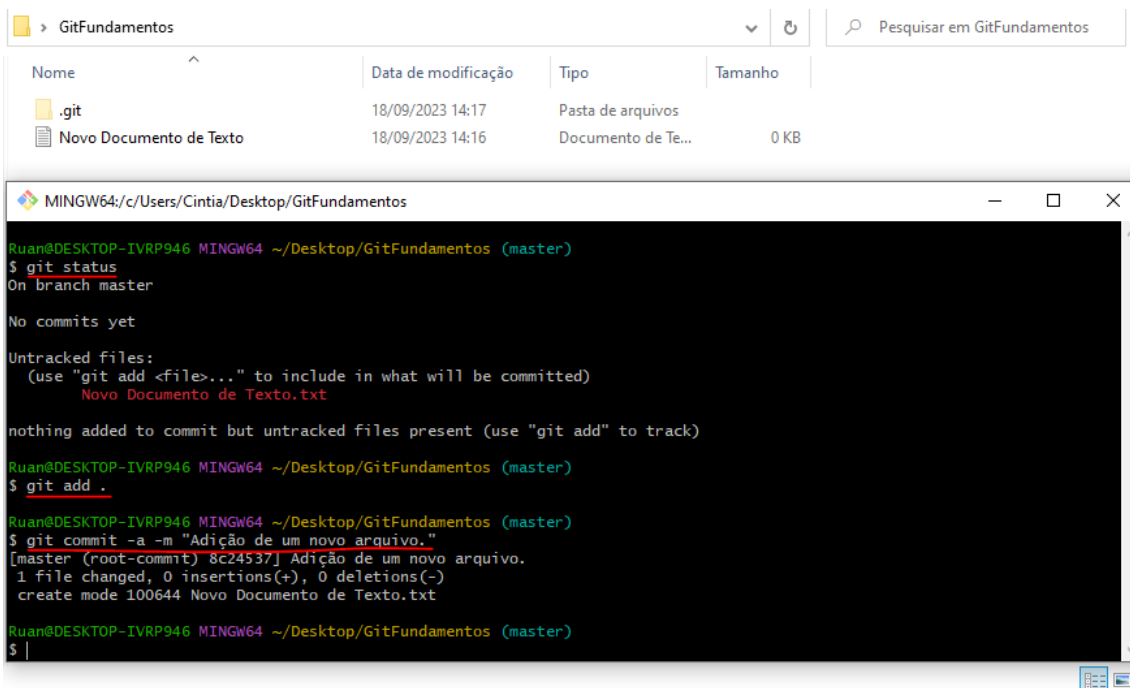 GitFundamentos
Pesquisar em GitFundamentos
Nome Data de modificação Tipo Tamanho
.git 18/09/2023 14:17 Pasta de arquivos
Novo Documento de Texto 18/09/2023 14:16 Documento de Te... 0 KB
MINGW64:/c/Users/Cintia/Desktop/GitFundamentos
Ruan@DESKTOP-IVRP946 MINGW64 ~/Desktop/GitFundamentos (master)
$ git status
On branch master
No commits yet
Untracked files:
(use "git add <file>..." to include in what will be committed)
Novo Documento de Texto.txt
nothing added to commit but untracked files present (use "git add" to track)
Ruan@DESKTOP-IVRP946 MINGW64 ~/Desktop/GitFundamentos (master)
$ git add .
Ruan@DESKTOP-IVRP946 MINGW64 ~/Desktop/GitFundamentos (master)
$ git commit -a -m "Adição de um novo arquivo."
[master (root-commit) 8c24537] Adição de um novo arquivo.
1 file changed, 0 insertions(+), 0 deletions(-)
create mode 100644 Novo Documento de Texto.txt
Ruan@DESKTOP-IVRP946 MINGW64 ~/Desktop/GitFundamentos (master)
$